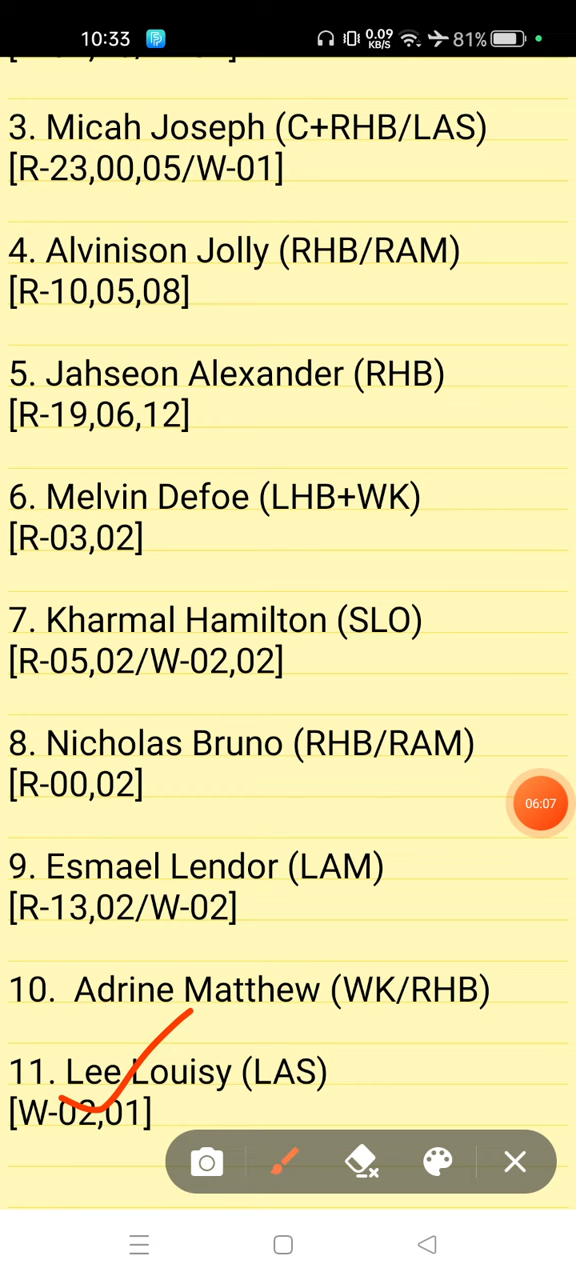 10:33
0.09
KB/S
81%
3. Micah Joseph (C+RHB/LAS)
[R-23,00,05/W-01]
4. Alvinison Jolly (RHB/RAM)
[R-10,05,08]
5. Jahseon Alexander (RHB)
[R-19,06,12]
6. Melvin Defoe (LHB+WK)
[R-03,02]
7. Kharmal Hamilton (SLO)
[R-05,02/W-02,02]
8. Nicholas Bruno (RHB/RAM)
[R-00,02]
06:07
9. Esmael Lendor (LAM)
[R-13,02/W-02]
10. Adrine Matthew (WK/RHB)
11. Lee Louisy (LAS)
[W-02,01]